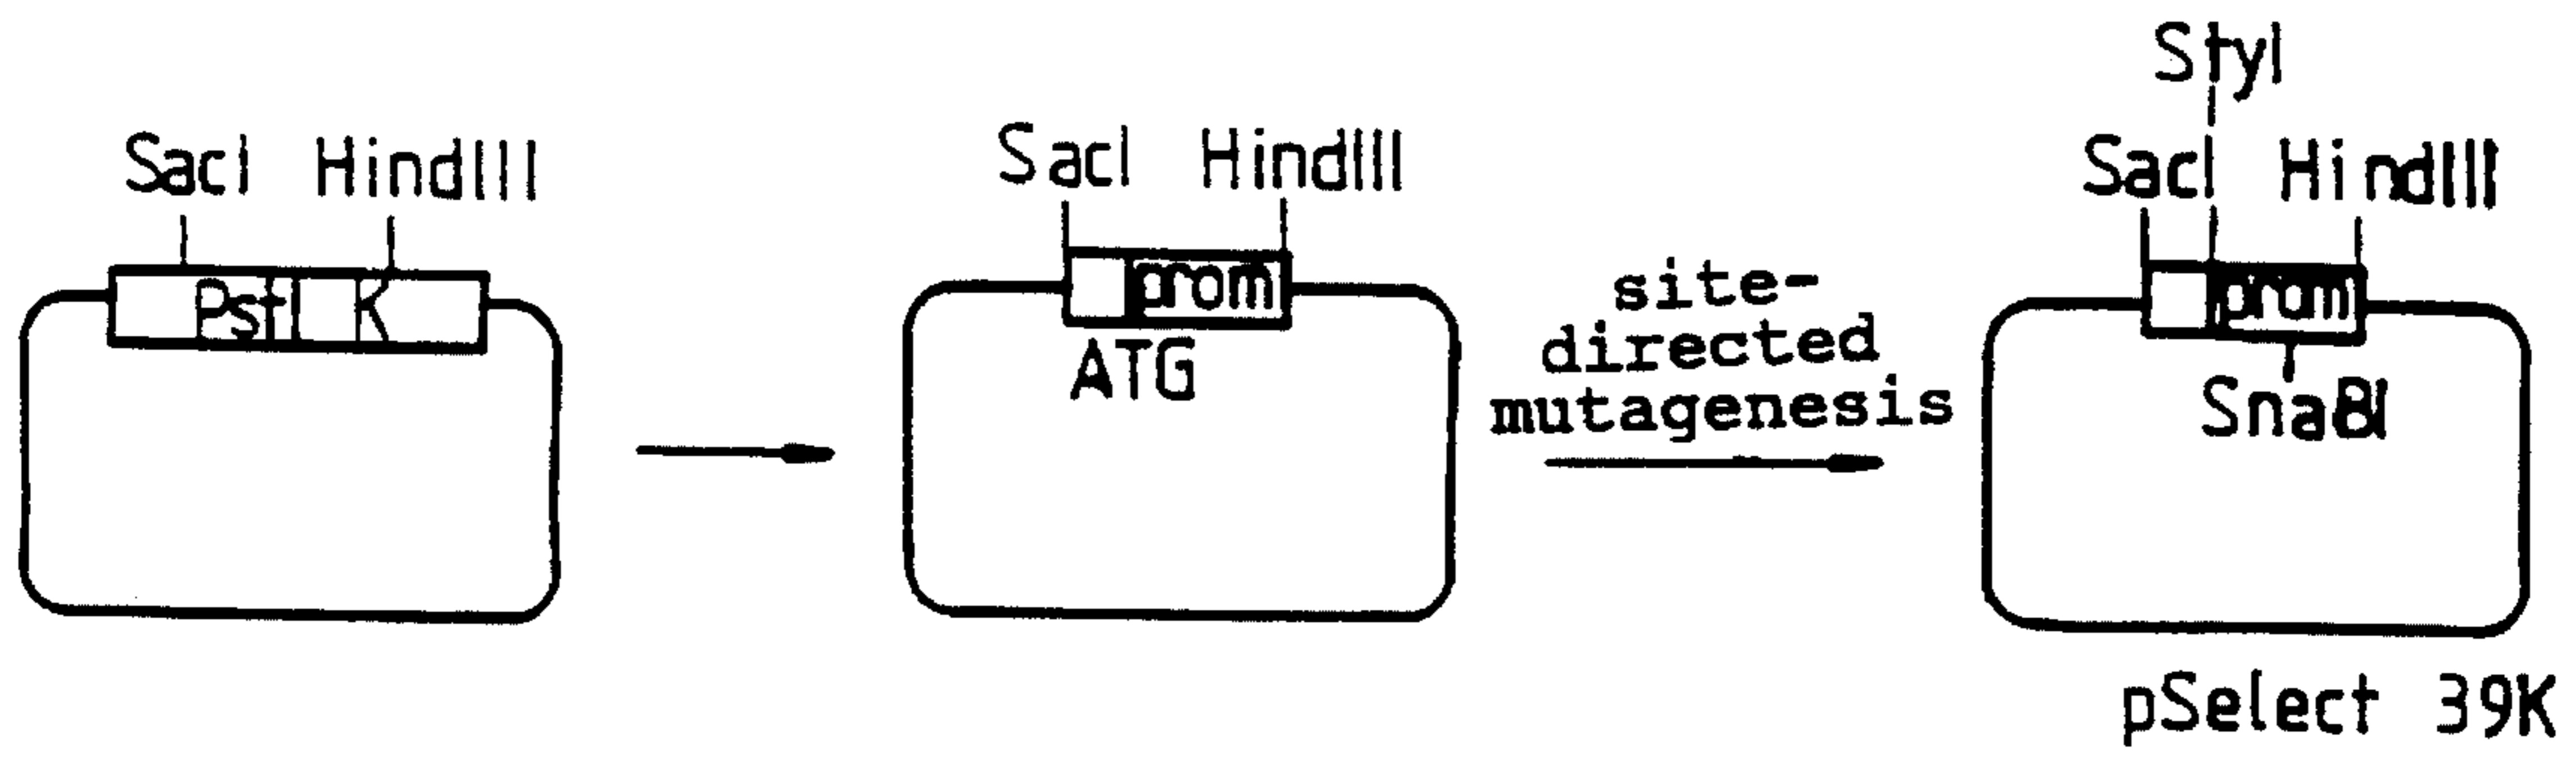 SacI HindIII
PstI K
SacI HindIII
prom
ATG
site-
directed
mutagenesis
StyI
SacI HindIII
prom
SnaBI
pSelect 39K